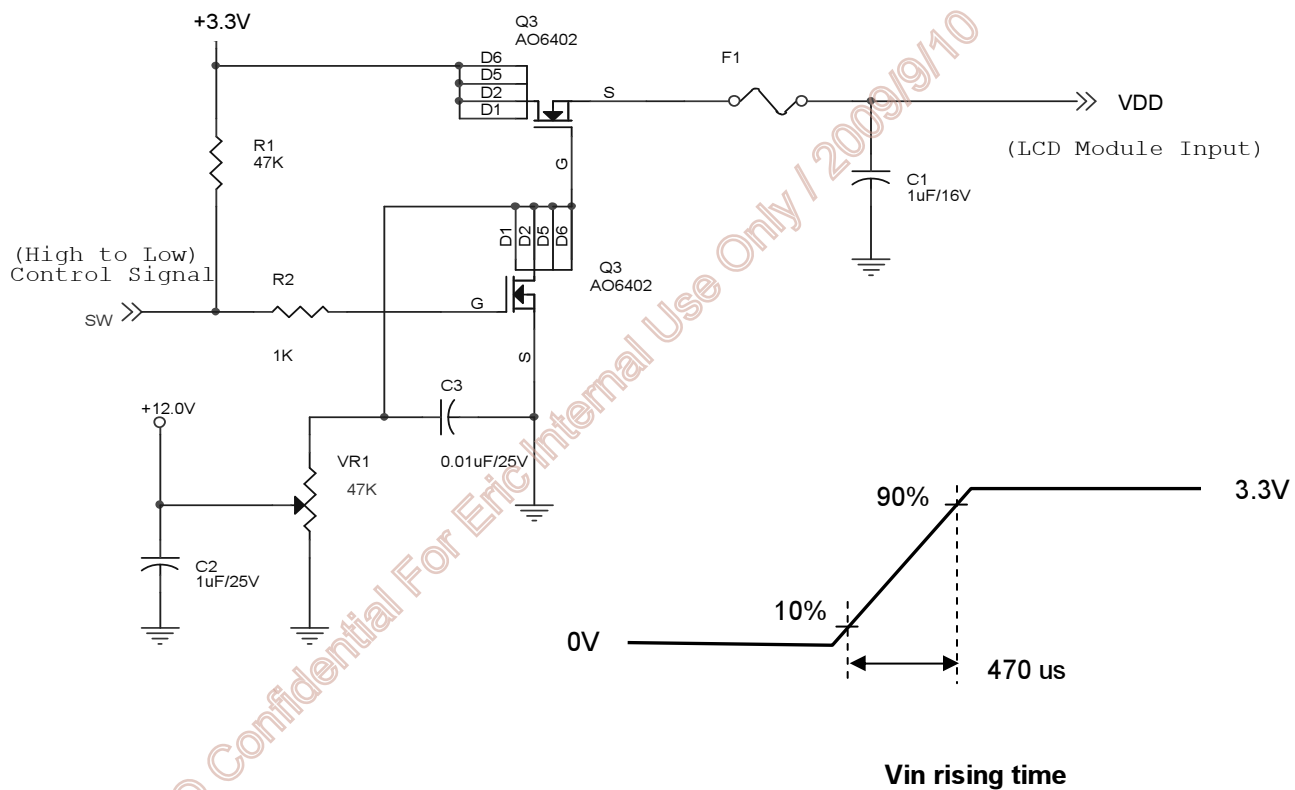 +3.3V
Q3
AO6402
D6
D5
D2
D1
S
G
F1
VDD
(LCD Module Input)
R1
47K
C1
1uF/16V
D1
D2
D5
D6
(High to Low)
Control Signal
SW
R2
1K
G
Q3
AO6402
S
C3
0.01uF/25V
+12.0V
VR1
47K
C2
1uF/25V
90%
3.3V
10%
0V
470 us
Vin rising time
© Confidential For Eric Internal Use Only / 2009/9/10